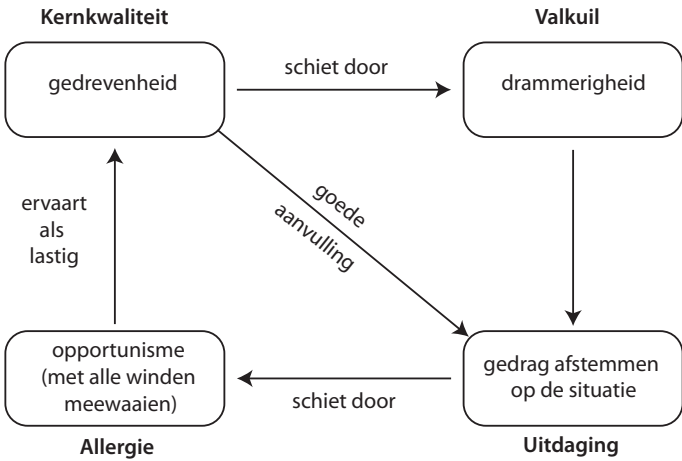 Kernkwaliteit
Valkuil
gedrevenheid
schiet door
drammerigheid
ervaart
als
lastig
goede
aanvulling
opportunisme
(met alle winden
meewaaien)
schiet door
gedrag afstemmen
op de situatie
Allergie
Uitdaging